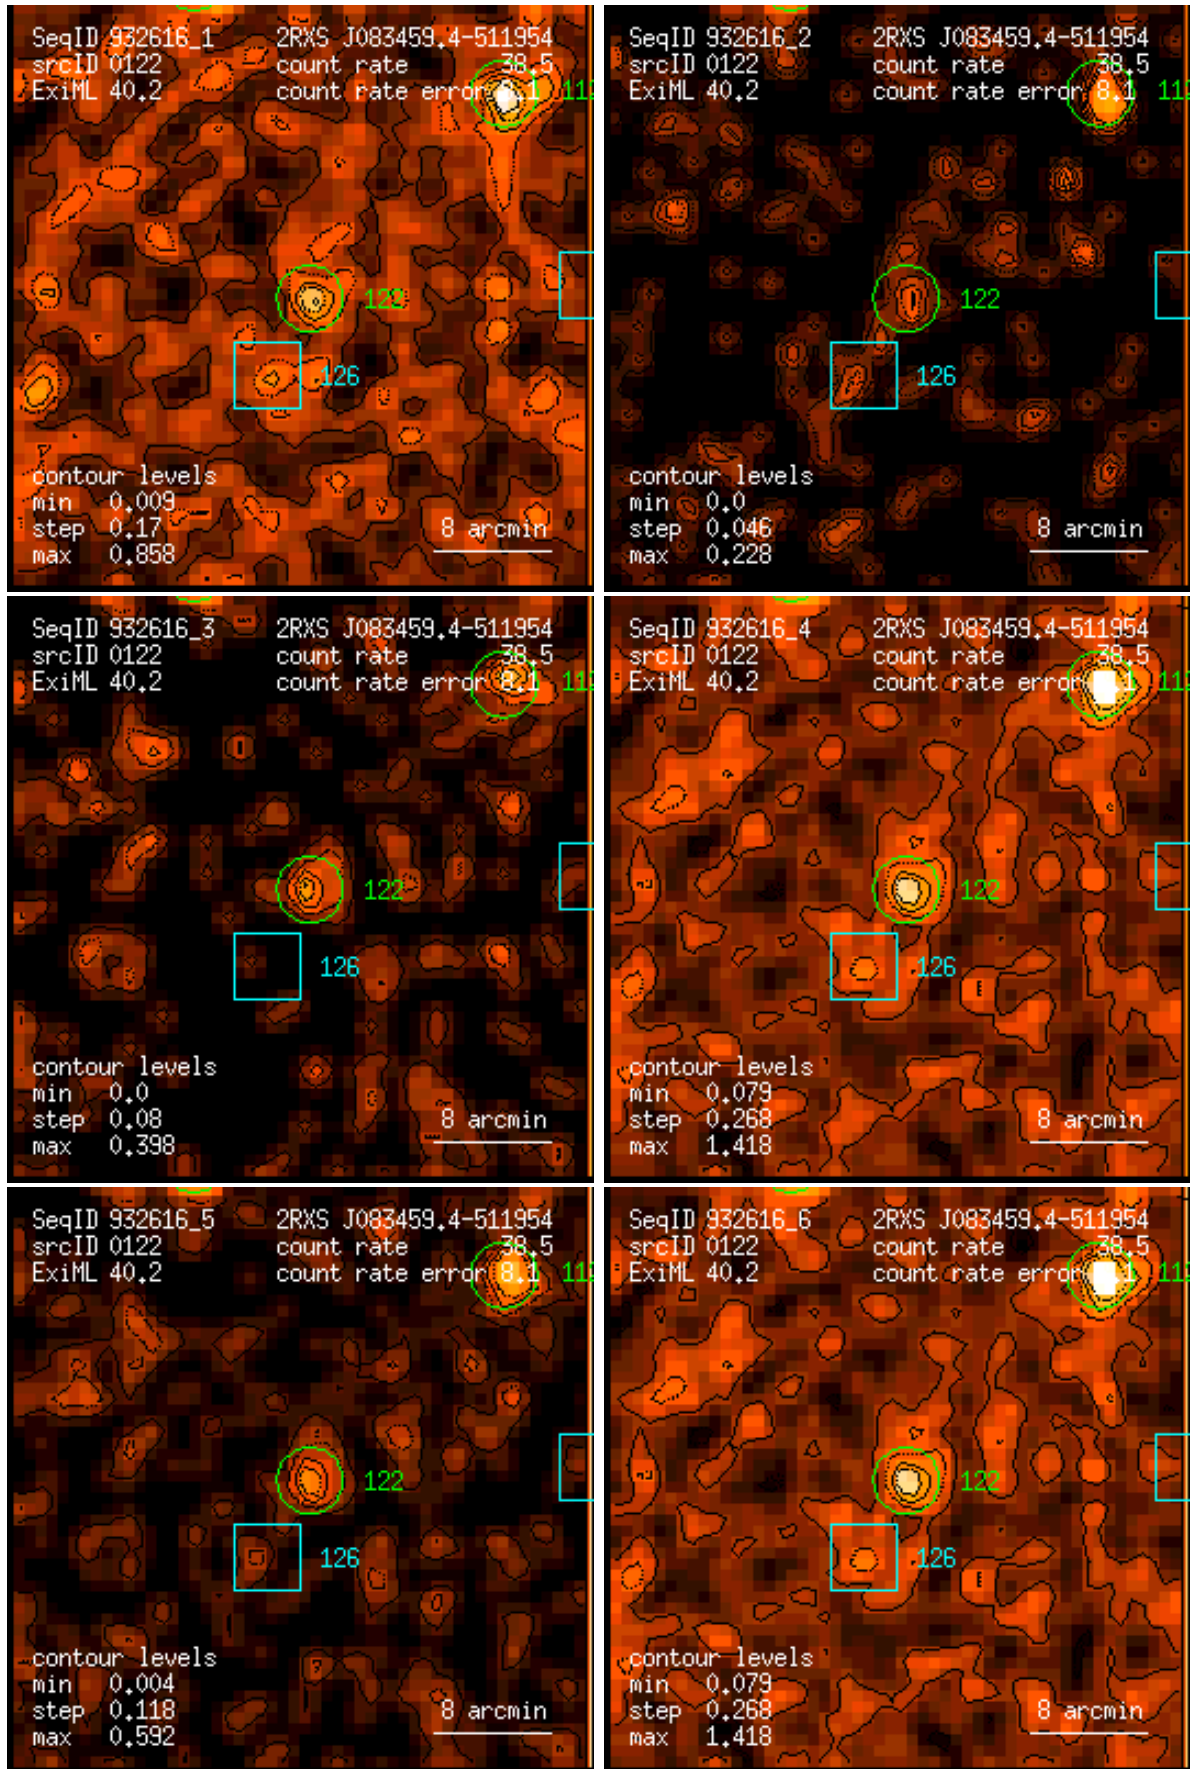 SeqID 932616_1 2RXS J083459.4-511954
srcID 0122 count rate 38.5
ExiML 40.2 count rate error 8.1
122
126
contour levels
min 0.009
step 0.17
max 0.858
8 arcmin
SeqID 932616_2 2RXS J083459.4-511954
srcID 0122 count rate 38.5
ExiML 40.2 count rate error 8.1
122
126
contour levels
min 0.0
step 0.046
max 0.228
8 arcmin
SeqID 932616_3 2RXS J083459.4-511954
srcID 0122 count rate 38.5
ExiML 40.2 count rate error 8.1
122
126
contour levels
min 0.0
step 0.08
max 0.398
8 arcmin
SeqID 932616_4 2RXS J083459.4-511954
srcID 0122 count rate 38.5
ExiML 40.2 count rate error 8.1
122
126
contour levels
min 0.079
step 0.268
max 1.418
8 arcmin
SeqID 932616_5 2RXS J083459.4-511954
srcID 0122 count rate 38.5
ExiML 40.2 count rate error 8.1
122
126
contour levels
min 0.004
step 0.118
max 0.592
8 arcmin
SeqID 932616_6 2RXS J083459.4-511954
srcID 0122 count rate 38.5
ExiML 40.2 count rate error 8.1
122
126
contour levels
min 0.079
step 0.268
max 1.418
8 arcmin